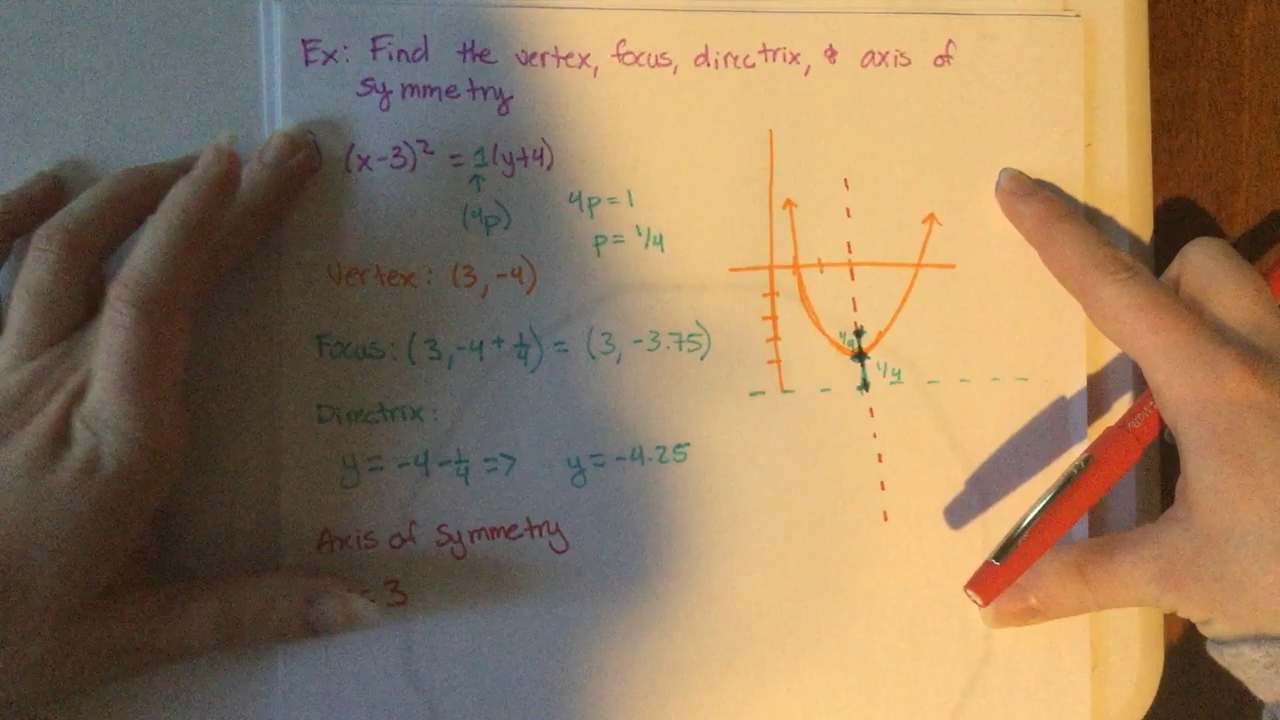 Ex: Find the vertex, focus, directrix, & axis of
symmetry
) (x-3)² = 1(y+4)
↑
(4p)
4p=1
p= 1/4
Vertex: (3, -4)
Focus: (3, -4 + 1/4) = (3, -3.75)
Directrix:
y = -4 - 1/4 => y = -4.25
Axis of Symmetry
= 3
1/4
1/4